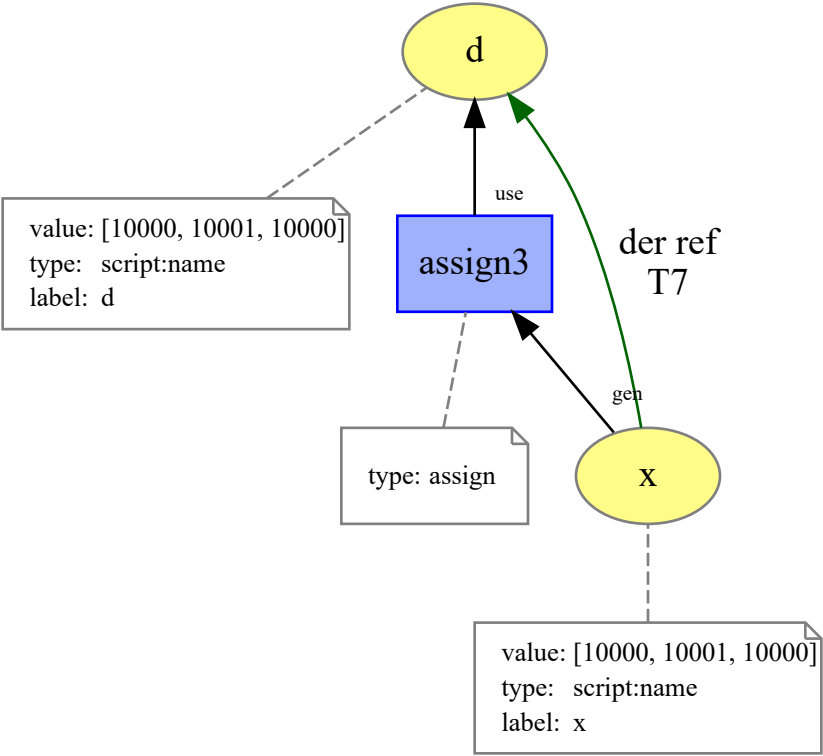 d
use
value: [10000, 10001, 10000]
type: script:name
label: d
assign3
der ref
T7
gen
type: assign
x
value: [10000, 10001, 10000]
type: script:name
label: x